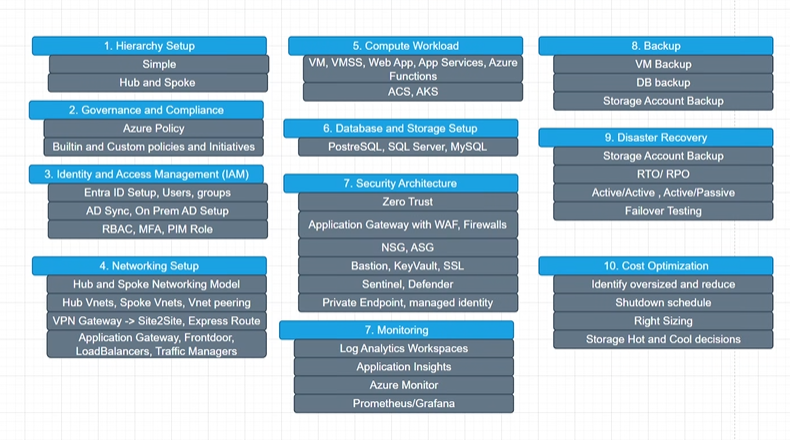 1. Hierarchy Setup
Simple
Hub and Spoke
2. Governance and Compliance
Azure Policy
Builtin and Custom policies and Initiatives
3. Identity and Access Management (IAM)
Entra ID Setup, Users, groups
AD Sync, On Prem AD Setup
RBAC, MFA, PIM Role
4. Networking Setup
Hub and Spoke Networking Model
Hub Vnets, Spoke Vnets, Vnet peering
VPN Gateway -> Site2Site, Express Route
Application Gateway, Frontdoor,
LoadBalancers, Traffic Managers
5. Compute Workload
VM, VMSS, Web App, App Services, Azure
Functions
ACS, AKS
6. Database and Storage Setup
PostreSQL, SQL Server, MySQL
7. Security Architecture
Zero Trust
Application Gateway with WAF, Firewalls
NSG, ASG
Bastion, KeyVault, SSL
Sentinel, Defender
Private Endpoint, managed identity
7. Monitoring
Log Analytics Workspaces
Application Insights
Azure Monitor
Prometheus/Grafana
8. Backup
VM Backup
DB backup
Storage Account Backup
9. Disaster Recovery
Storage Account Backup
RTO/ RPO
Active/Active , Active/Passive
Failover Testing
10. Cost Optimization
Identify oversized and reduce
Shutdown schedule
Right Sizing
Storage Hot and Cool decisions